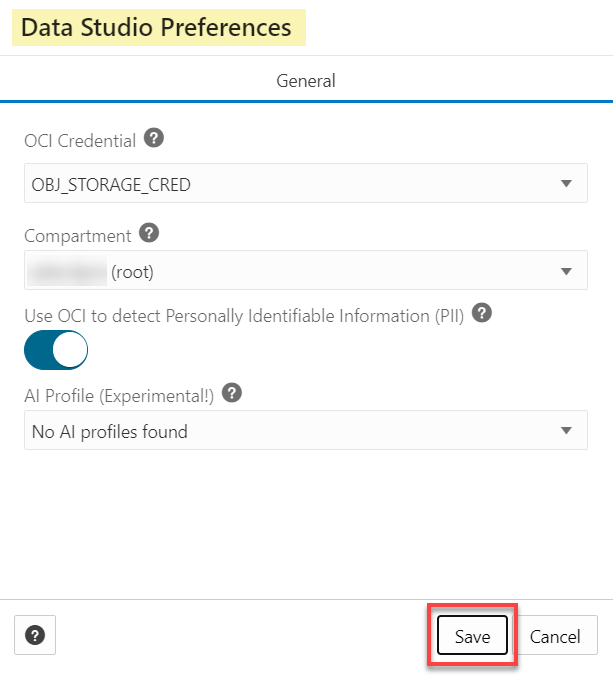 Data Studio Preferences
General
OCI Credential ?
OBJ_STORAGE_CRED
Compartment ?
(root)
Use OCI to detect Personally Identifiable Information (PII) ?
AI Profile (Experimental!) ?
No AI profiles found
? Save Cancel